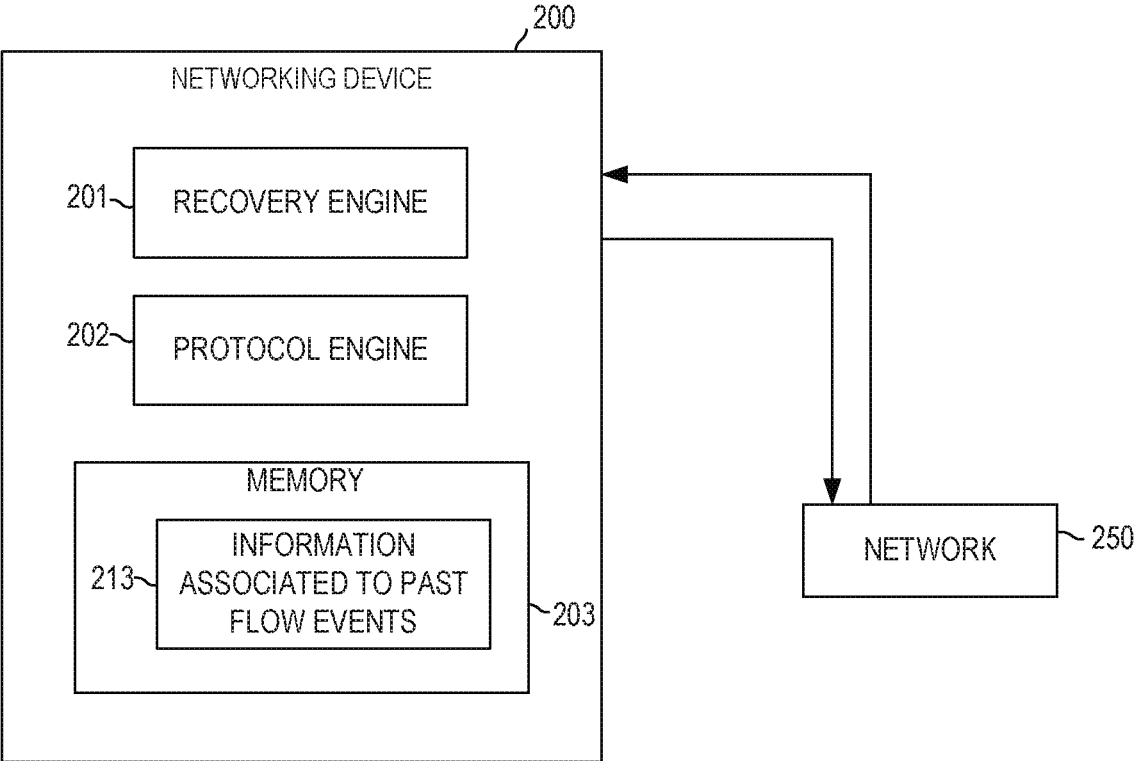 200
NETWORKING DEVICE
201
RECOVERY ENGINE
202
PROTOCOL ENGINE
MEMORY
INFORMATION
213
ASSOCIATED TO PAST
FLOW EVENTS
203
NETWORK
250